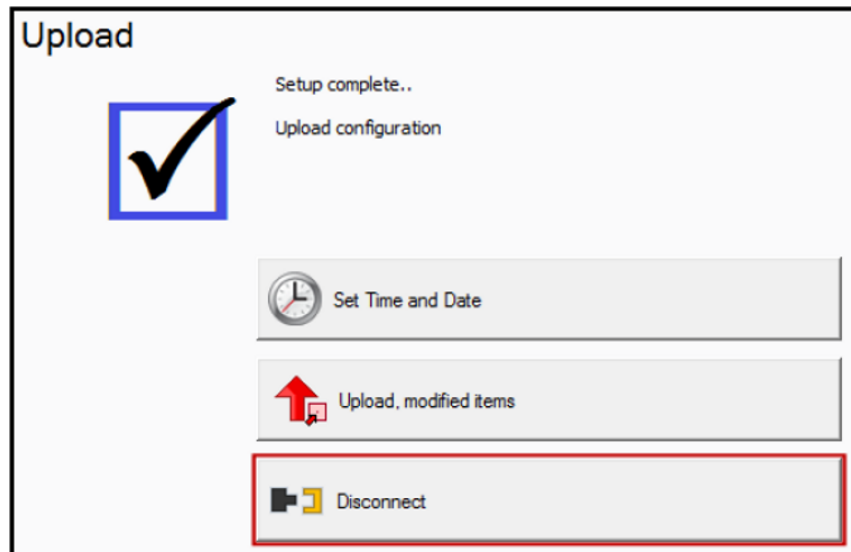 Upload
Setup complete..
Upload configuration
Set Time and Date
Upload, modified items
Disconnect